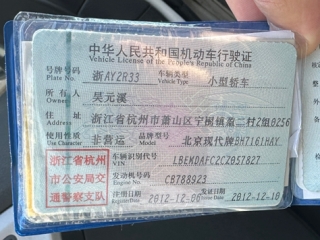 中华人民共和国机动车行驶证
Vehicle License of the People's Republic of China
号牌号码 浙AY2R33 车辆类型 小型轿车
Plate No. Vehicle Type
所有人 吴元溪
Owner
住址 浙江省杭州市萧山区宁围镇盈二村2组0256
Address
使用性质 非营运 品牌型号 北京现代牌BH7161HAY
Use Character Model
浙江省杭州市公安局交通警察支队
车辆识别代号 LBEMDAFC2CZ057827
VIN
发动机号码 CB788923
Engine No.
注册日期 2012-12-06 发证日期 2012-12-10
Register Date Issue Date